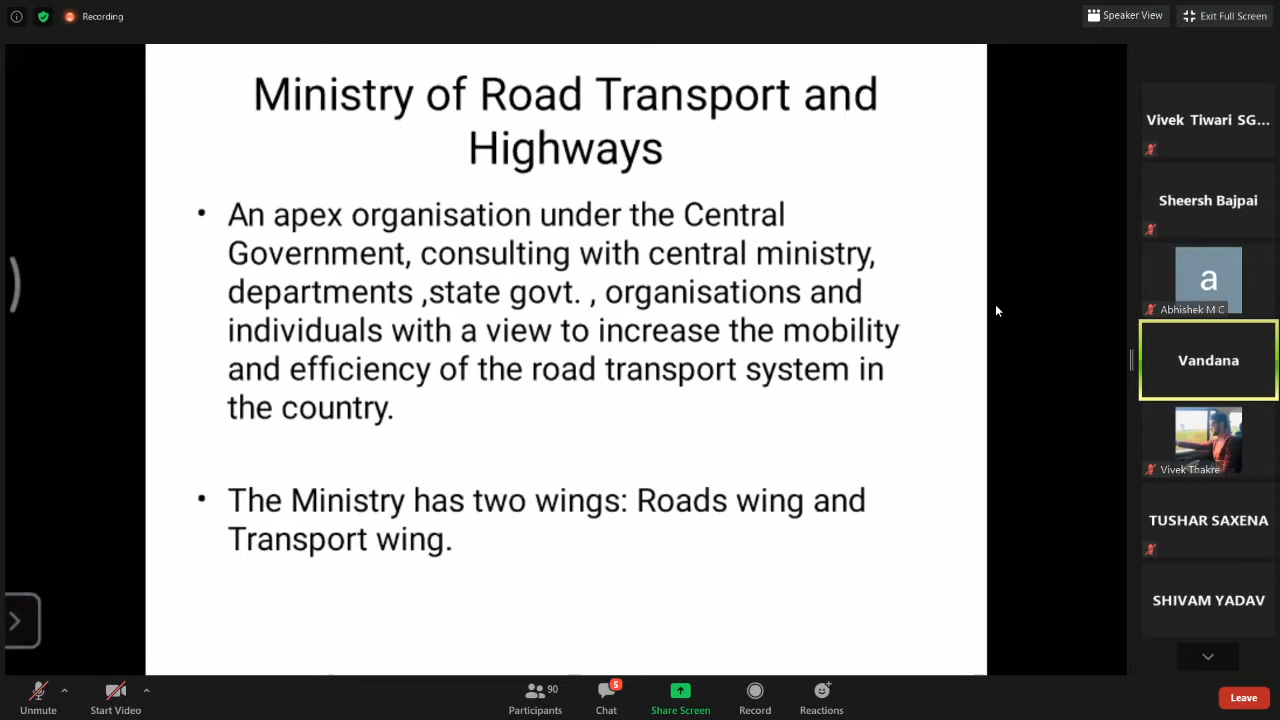 Recording
Speaker View
Exit Full Screen
Ministry of Road Transport and
Highways
• An apex organisation under the Central
Government, consulting with central ministry,
departments ,state govt. , organisations and
individuals with a view to increase the mobility
and efficiency of the road transport system in
the country.
• The Ministry has two wings: Roads wing and
Transport wing.
Vivek Tiwari SG...
Sheersh Bajpai
a
Abhishek M C
Vandana
Vivek Thakre
TUSHAR SAXENA
SHIVAM YADAV
Unmute
Start Video
90
Participants
5
Chat
Share Screen
Record
Reactions
Leave